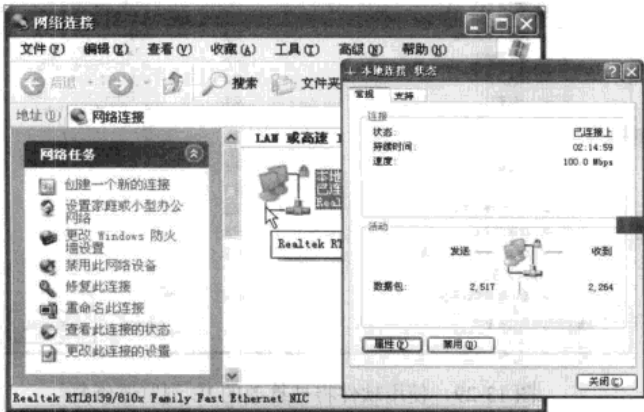 网络连接
文件(F) 编辑(E) 查看(V) 收藏(A) 工具(T) 高级(N) 帮助(H)
后退 搜索 文件夹
地址(D) 网络连接
网络任务
创建一个新的连接
设置家庭或小型办公
网络
更改 Windows 防火
墙设置
禁用此网络设备
修复此连接
重命名此连接
查看此连接的状态
更改此连接的设置
LAN 或高速 I
本地
已连接
Real
Realtek RT
Realtek RTL8139/810x Family Fast Ethernet NIC
本地连接 状态
常规 支持
连接
状态: 已连接上
持续时间: 02:14:59
速度: 100.0 Mbps
活动
发送 — — 收到
数据包: 2,517 2,264
属性(P) 禁用(D)
关闭(C)